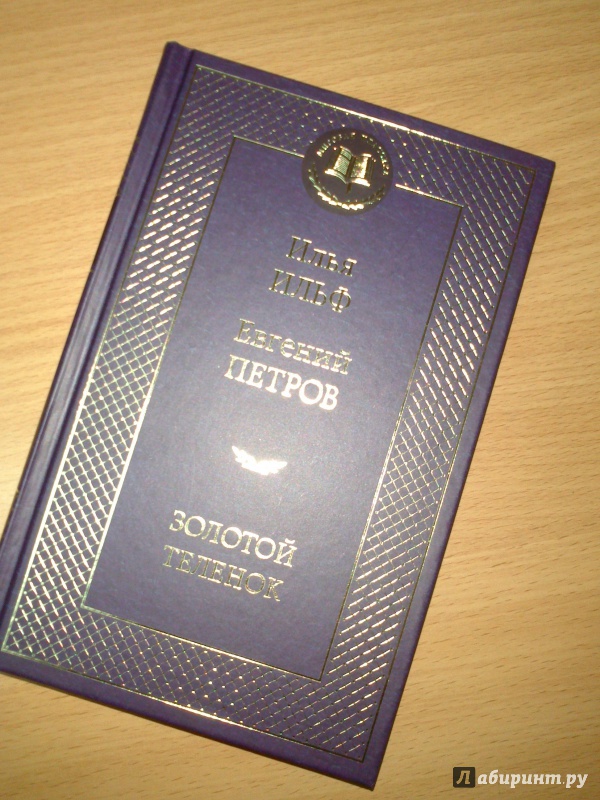 Илья
ИЛЬФ
Евгений
ПЕТРОВ
ЗОЛОТОЙ
ТЕЛЕНОК
Лабиринт.ру